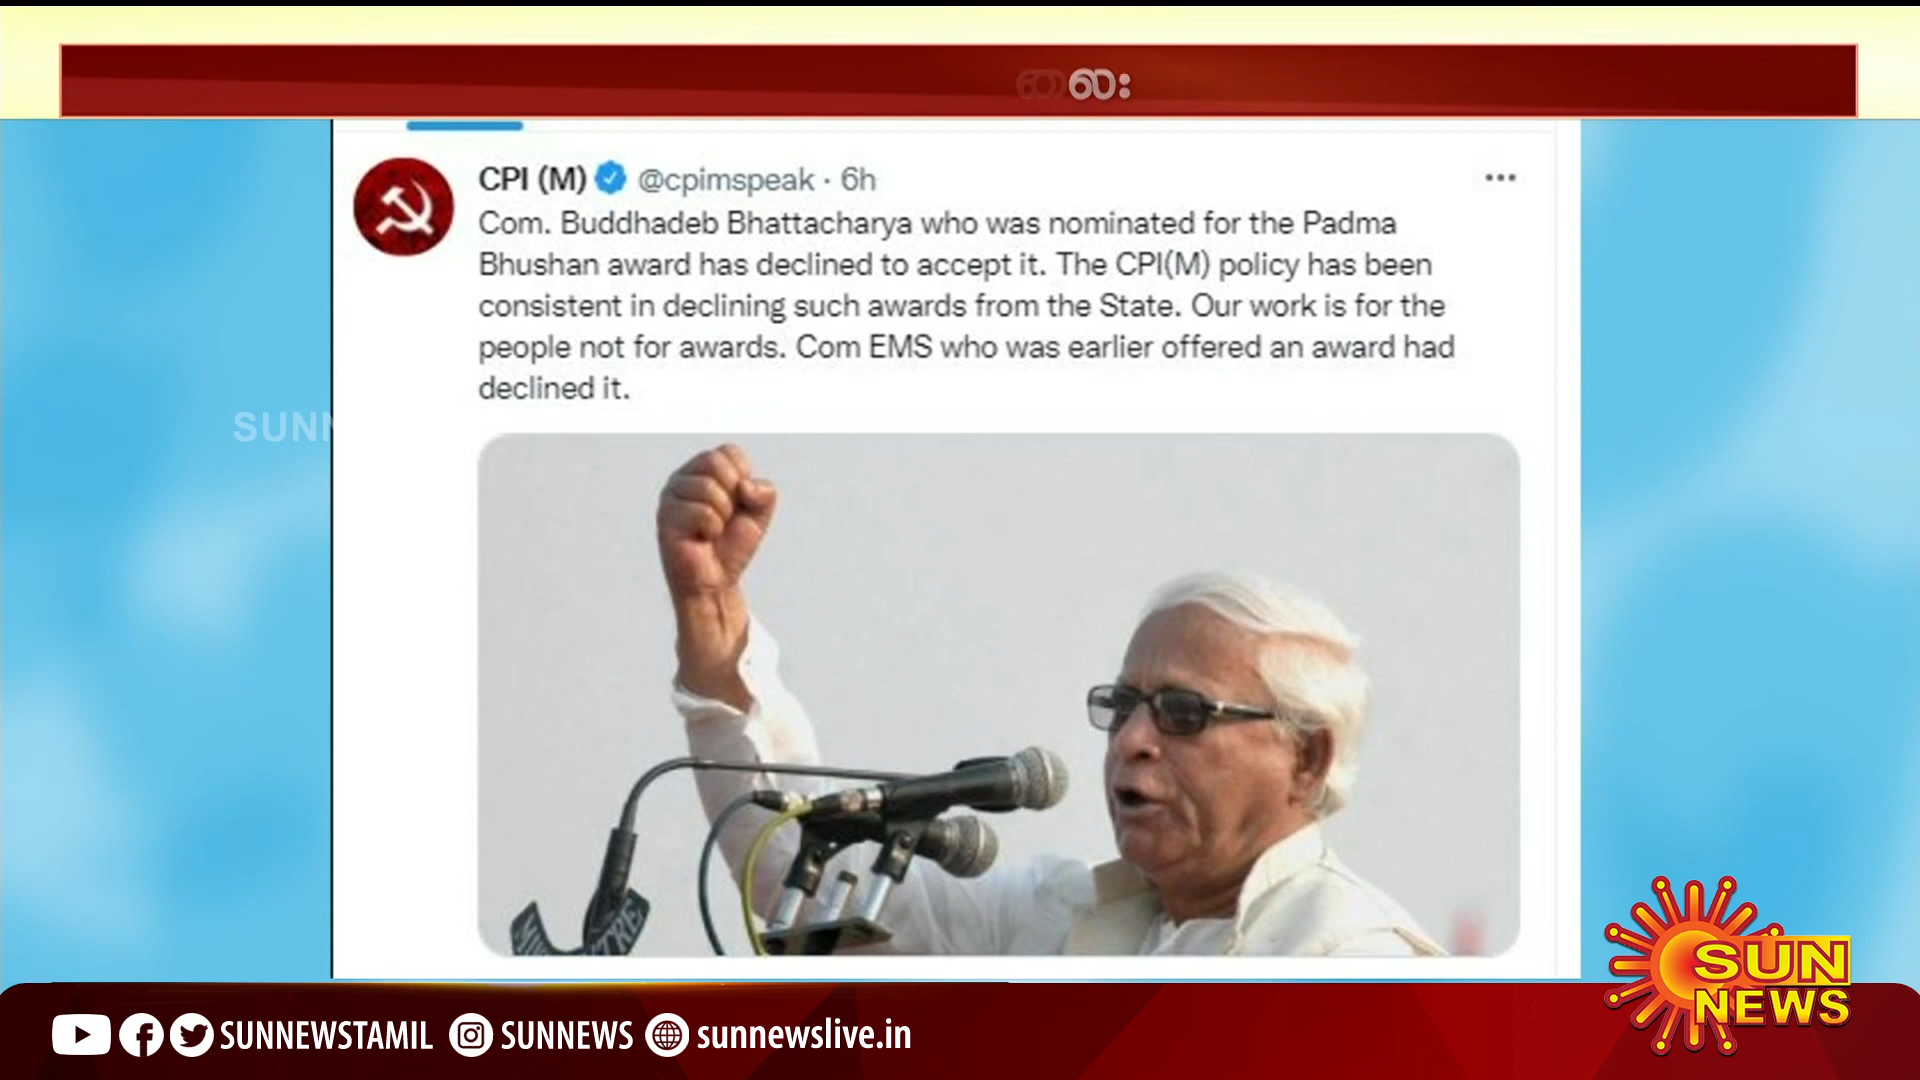 லை:
CPI (M) @cpimspeak · 6h
Com. Buddhadeb Bhattacharya who was nominated for the Padma
Bhushan award has declined to accept it. The CPI(M) policy has been
consistent in declining such awards from the State. Our work is for the
people not for awards. Com EMS who was earlier offered an award had
declined it.
SUNN
SUN
NEWS
SUNNEWSTAMIL SUNNEWS sunnewslive.in